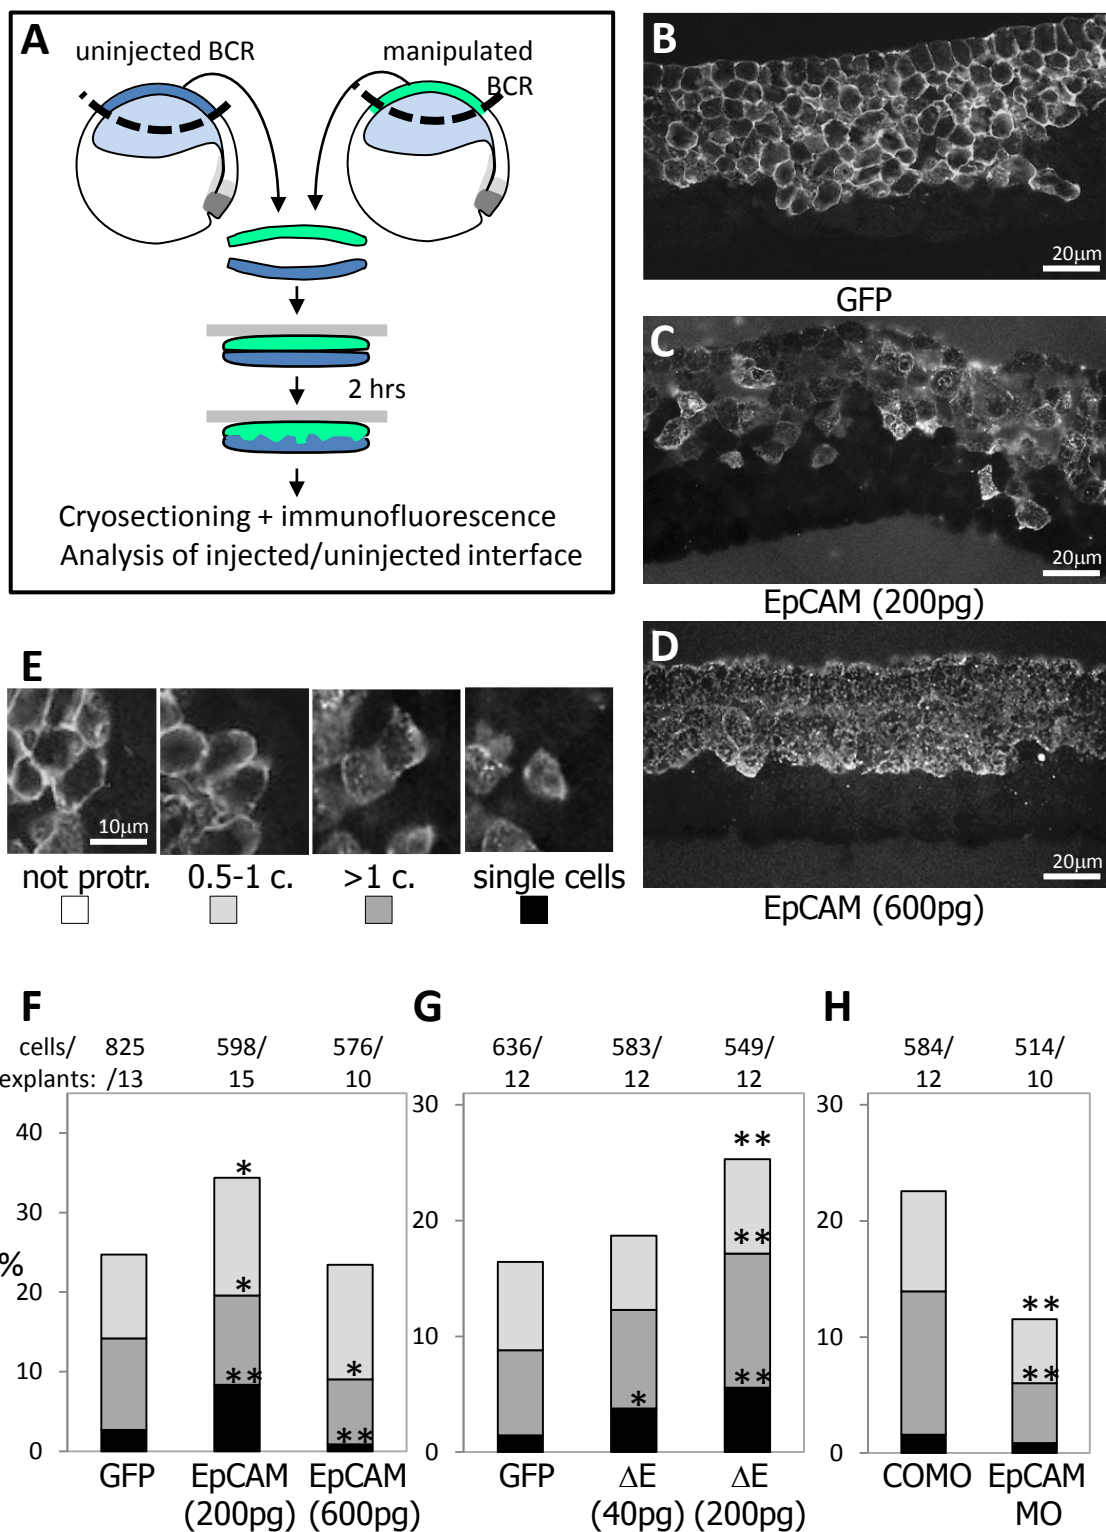 A
uninjected BCR
manipulated
BCR
2 hrs
Cryosectioning + immunofluorescence
Analysis of injected/uninjected interface
B
20μm
GFP
C
20μm
EpCAM (200pg)
D
20μm
EpCAM (600pg)
E
10μm
not protr.
0.5-1 c.
>1 c.
single cells
F
cells/ 825 598/ 576/
explants: /13 15 10
40
30
%
20
10
0
*
*
**
*
**
GFP EpCAM EpCAM
(200pg) (600pg)
G
636/ 583/ 549/
12 12 12
30
20
10
0
*
**
**
**
GFP ΔE ΔE
(40pg) (200pg)
H
584/ 514/
12 10
30
20
10
0
**
**
COMO EpCAM
MO